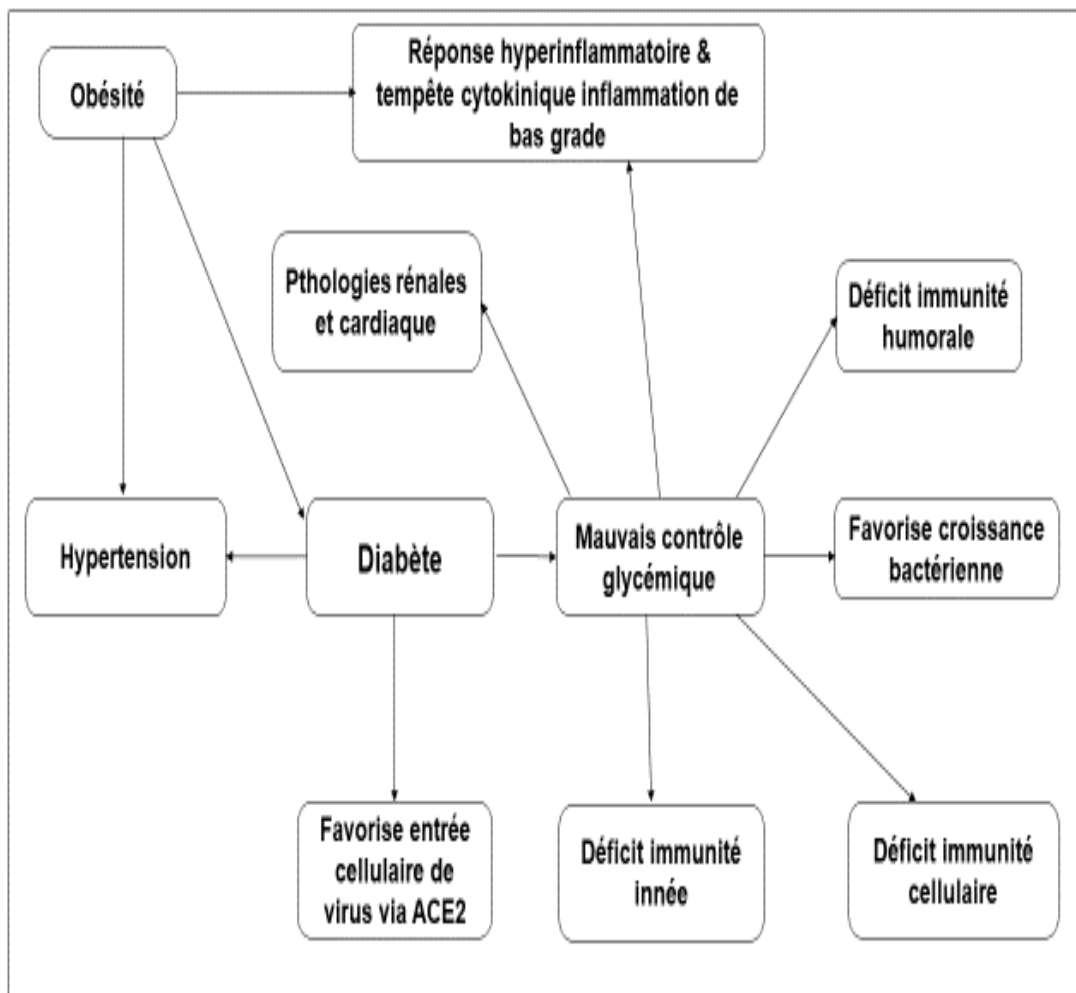 Obésité
Réponse hyperinflammatoire &
tempête cytokinique inflammation de
bas grade
Pthologies rénales
et cardiaque
Déficit immunité
humorale
Hypertension
Diabète
Mauvais contrôle
glycémique
Favorise croissance
bactérienne
Favorise entrée
cellulaire de
virus via ACE2
Déficit immunité
innée
Déficit immunité
cellulaire